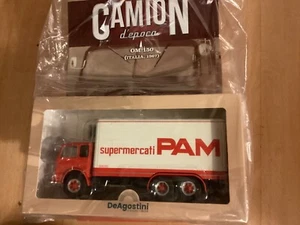 CAMION
d'epoca
OM 150
(ITALIA, 1967)
supermercati PAM
DeAgostini